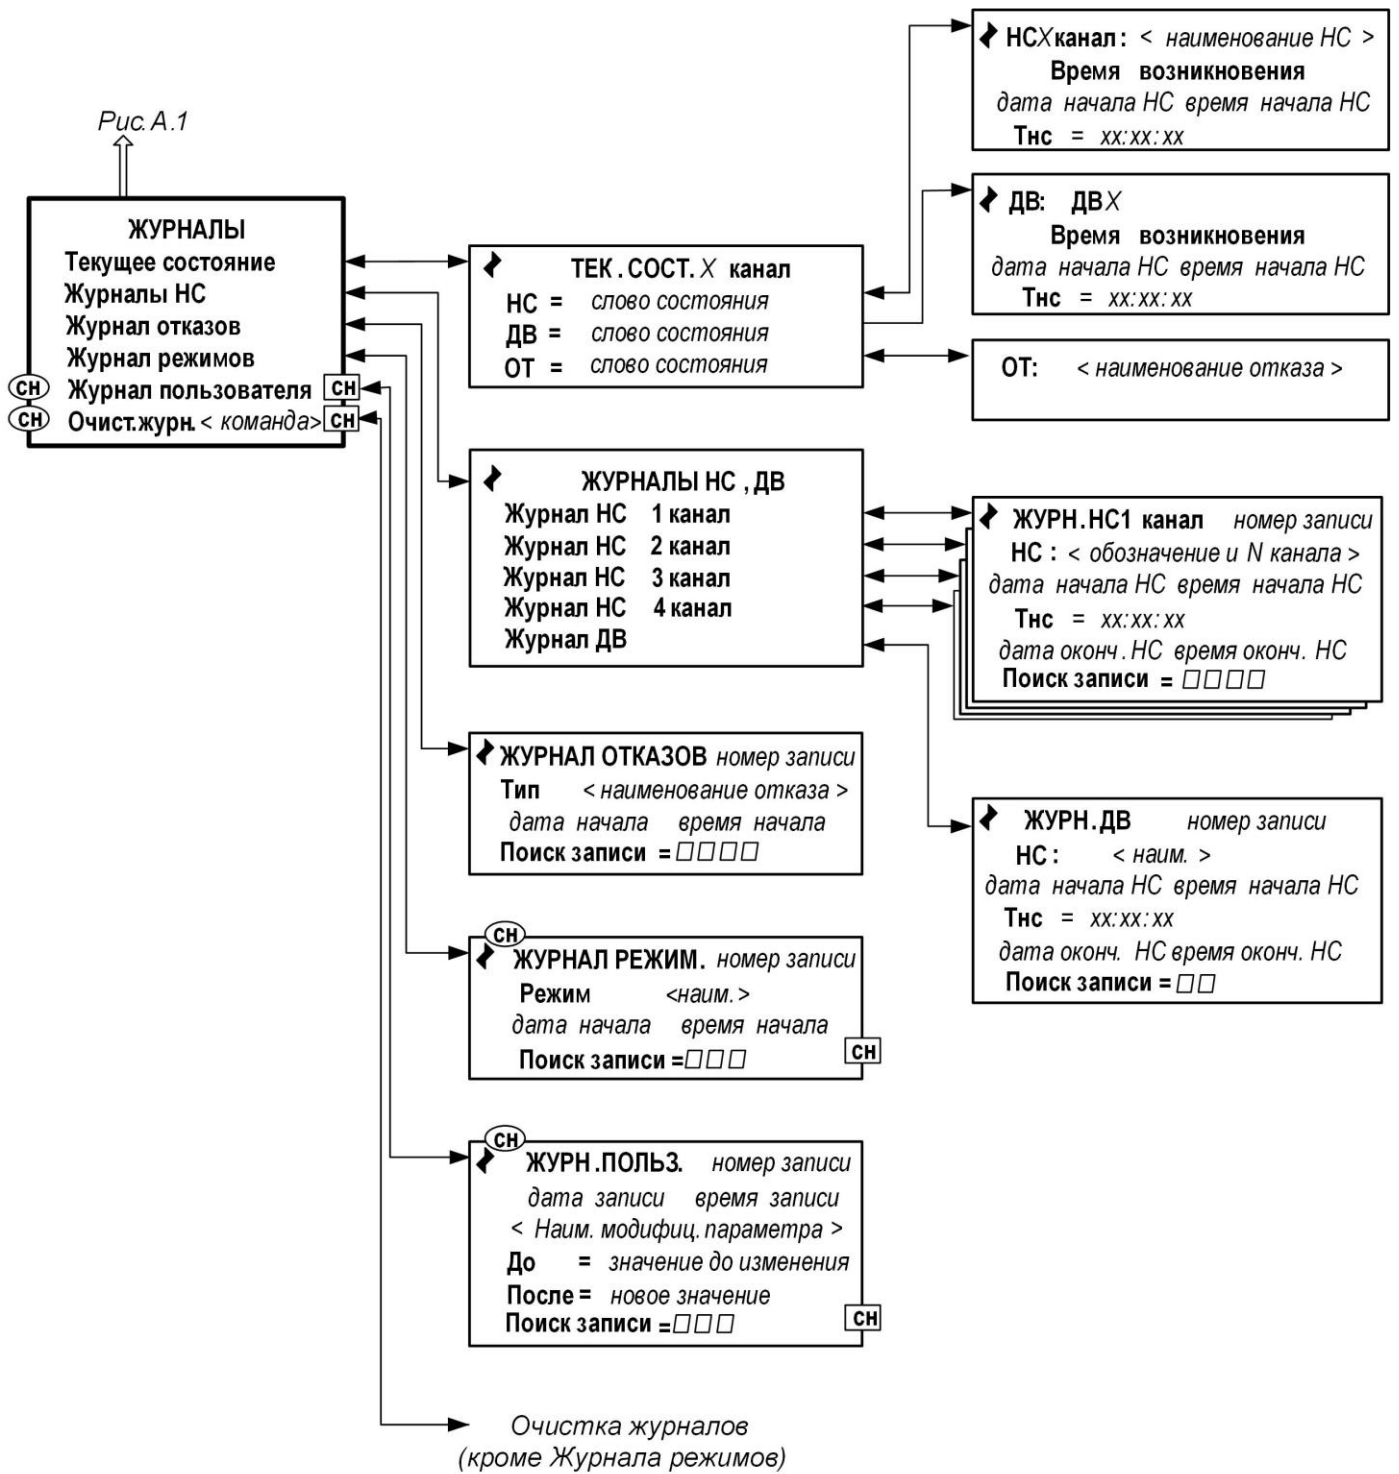 Рис.А.1
ЖУРНАЛЫ
Текущее состояние
Журналы НС
Журнал отказов
Журнал режимов
СН Журнал пользователя СН
СН Очист.журн.< команда> СН
ТЕК.СОСТ. X канал
НС = слово состояния
ДВ = слово состояния
ОТ = слово состояния
НСXканал: < наименование НС >
Время возникновения
дата начала НС время начала НС
Тнс = xx:xx:xx
ДВ: ДВX
Время возникновения
дата начала НС время начала НС
Тнс = xx:xx:xx
ОТ: < наименование отказа >
ЖУРНАЛЫ НС , ДВ
Журнал НС 1 канал
Журнал НС 2 канал
Журнал НС 3 канал
Журнал НС 4 канал
Журнал ДВ
ЖУРН.НС1 канал номер записи
НС : < обозначение и N канала >
дата начала НС время начала НС
Тнс = xx:xx:xx
дата оконч. НС время оконч. НС
Поиск записи = □□□□
ЖУРНАЛ ОТКАЗОВ номер записи
Тип < наименование отказа >
дата начала время начала
Поиск записи = □□□□
ЖУРН.ДВ номер записи
НС : < наим. >
дата начала НС время начала НС
Тнс = xx:xx:xx
дата оконч. НС время оконч. НС
Поиск записи = □□
СН
ЖУРНАЛ РЕЖИМ. номер записи
Режим <наим.>
дата начала время начала
Поиск записи =□□□
СН
СН
ЖУРН.ПОЛЬЗ. номер записи
дата записи время записи
< Наим. модифиц. параметра >
До = значение до изменения
После = новое значение
Поиск записи =□□□
СН
Очистка журналов
(кроме Журнала режимов)